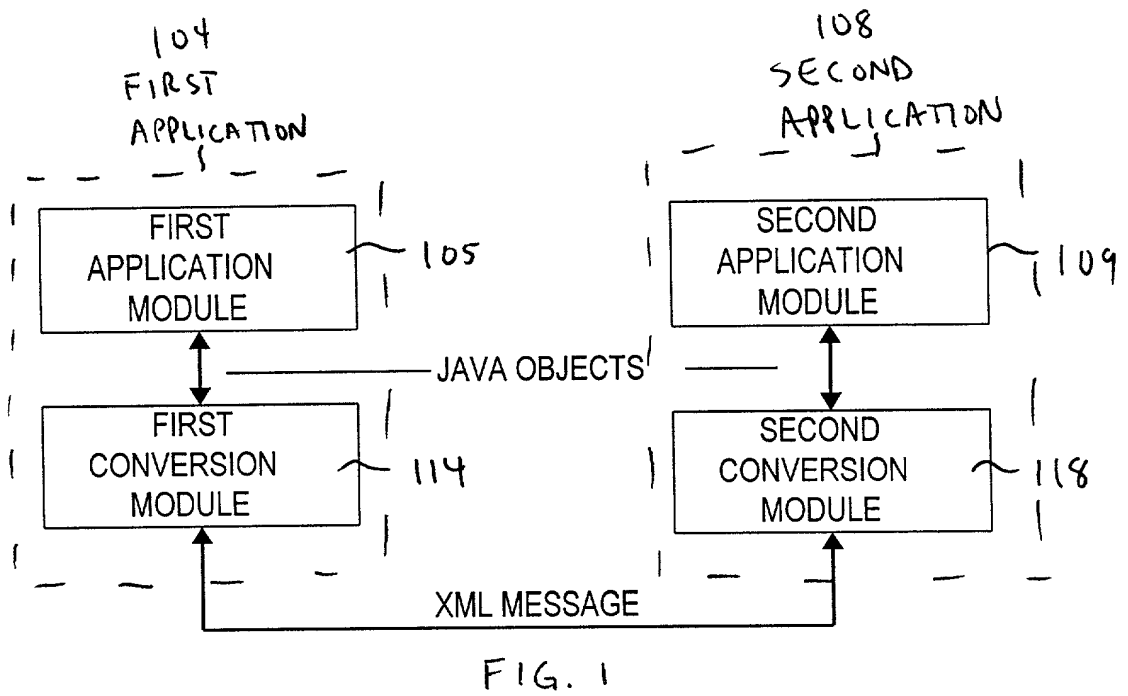 104
FIRST
APPLICATION
108
SECOND
APPLICATION
FIRST
APPLICATION
MODULE
105
SECOND
APPLICATION
MODULE
109
JAVA OBJECTS
FIRST
CONVERSION
MODULE
114
SECOND
CONVERSION
MODULE
118
XML MESSAGE
FIG. 1